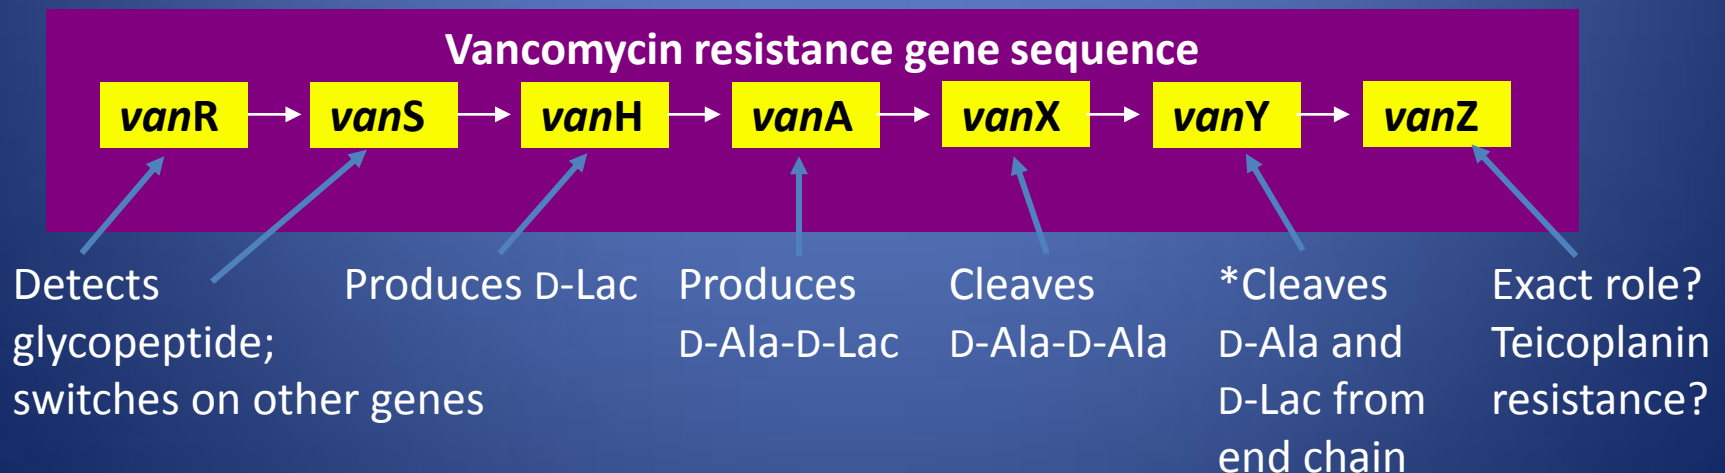 Vancomycin resistance gene sequence
vanR vanS vanH vanA vanX vanY vanZ
Detects
glycopeptide;
switches on other genes
Produces D-Lac
Produces
D-Ala-D-Lac
Cleaves
D-Ala-D-Ala
*Cleaves
D-Ala and
D-Lac from
end chain
Exact role?
Teicoplanin
resistance?